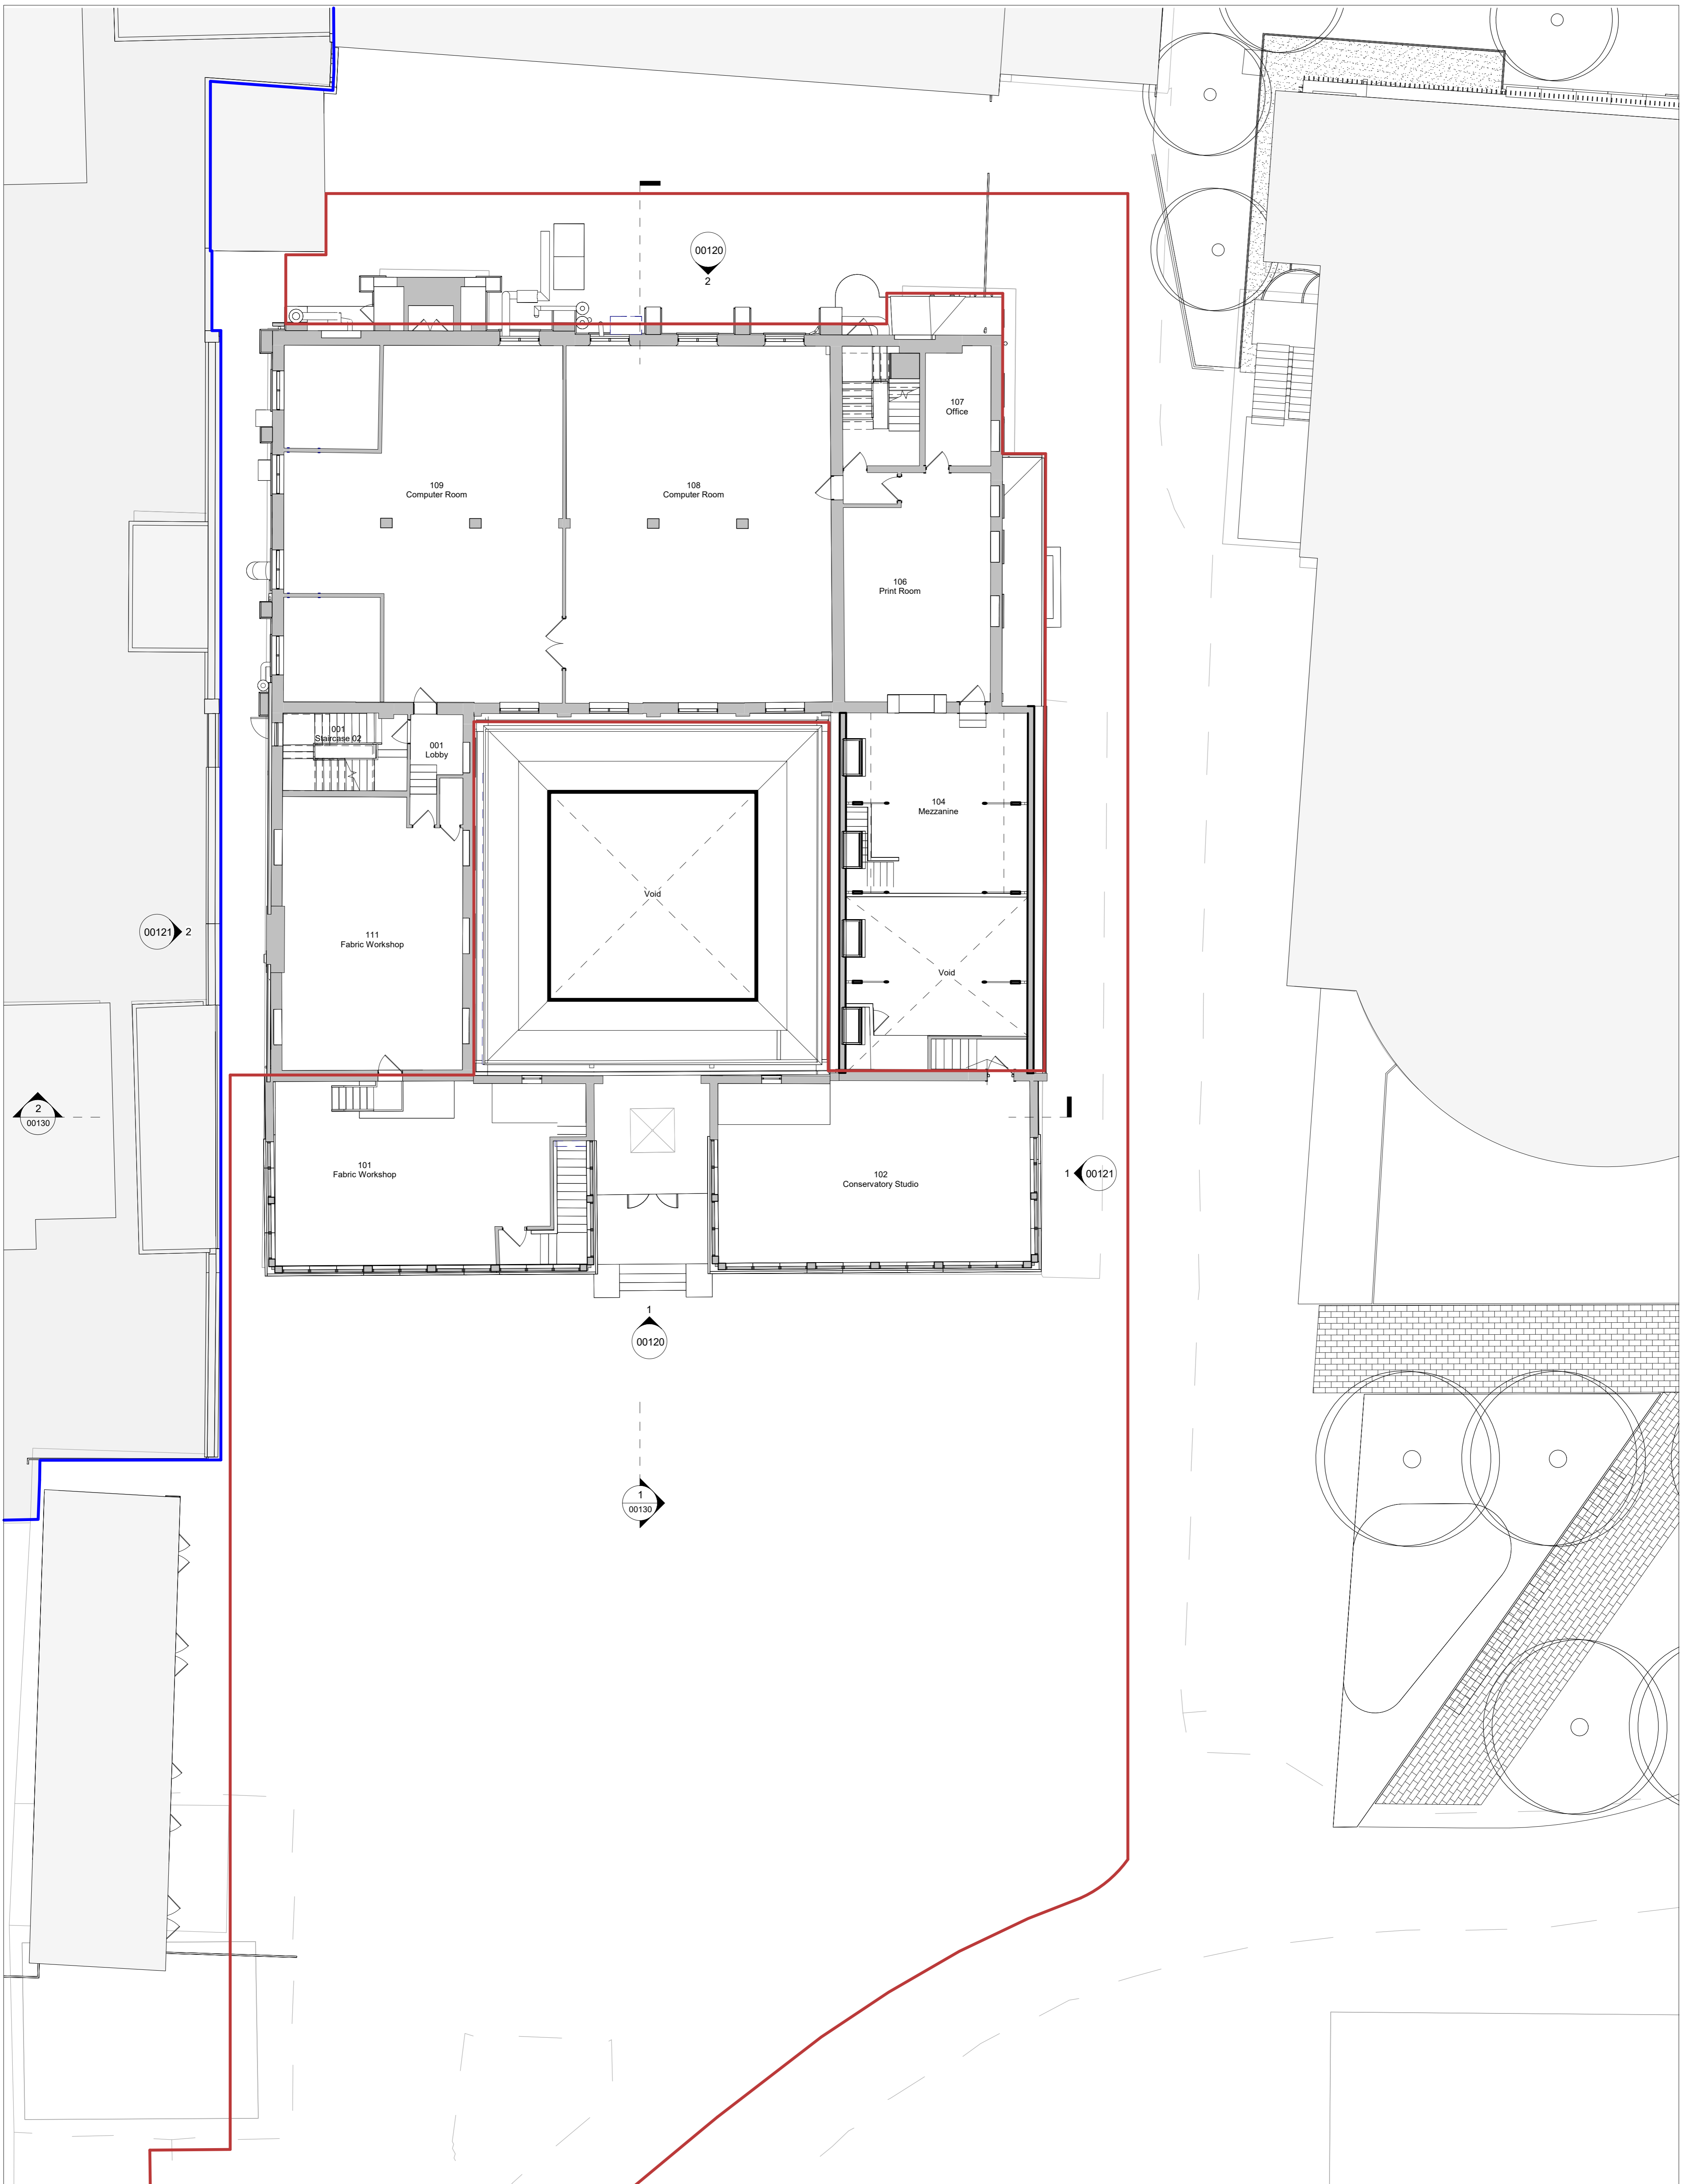 00120
2
107
Office
109
Computer Room
108
Computer Room
106
Print Room
001
Staircase 02
001
Lobby
104
Mezzanine
Void
111
Fabric Workshop
00121
2
Void
2
00130
101
Fabric Workshop
102
Conservatory Studio
1
00121
1
00120
1
00130